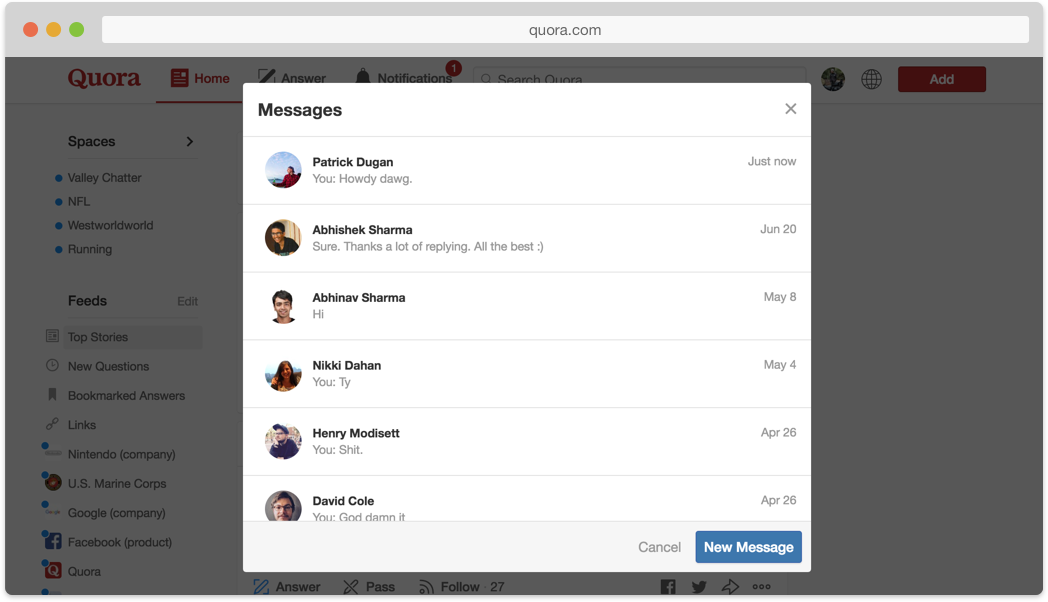 quora.com
Quora
Home
Answer
Notifications
1
Search Quora
Add
Spaces
Valley Chatter
NFL
Westworldworld
Running
Feeds
Edit
Top Stories
New Questions
Bookmarked Answers
Links
Nintendo (company)
U.S. Marine Corps
Google (company)
Facebook (product)
Quora
Messages
Patrick Dugan
Just now
You: Howdy dawg.
Abhishek Sharma
Jun 20
Sure. Thanks a lot of replying. All the best :)
Abhinav Sharma
May 8
Hi
Nikki Dahan
May 4
You: Ty
Henry Modisett
Apr 26
You: Shit.
David Cole
Apr 26
You: God damn it
Cancel
New Message
Answer
Pass
Follow · 27